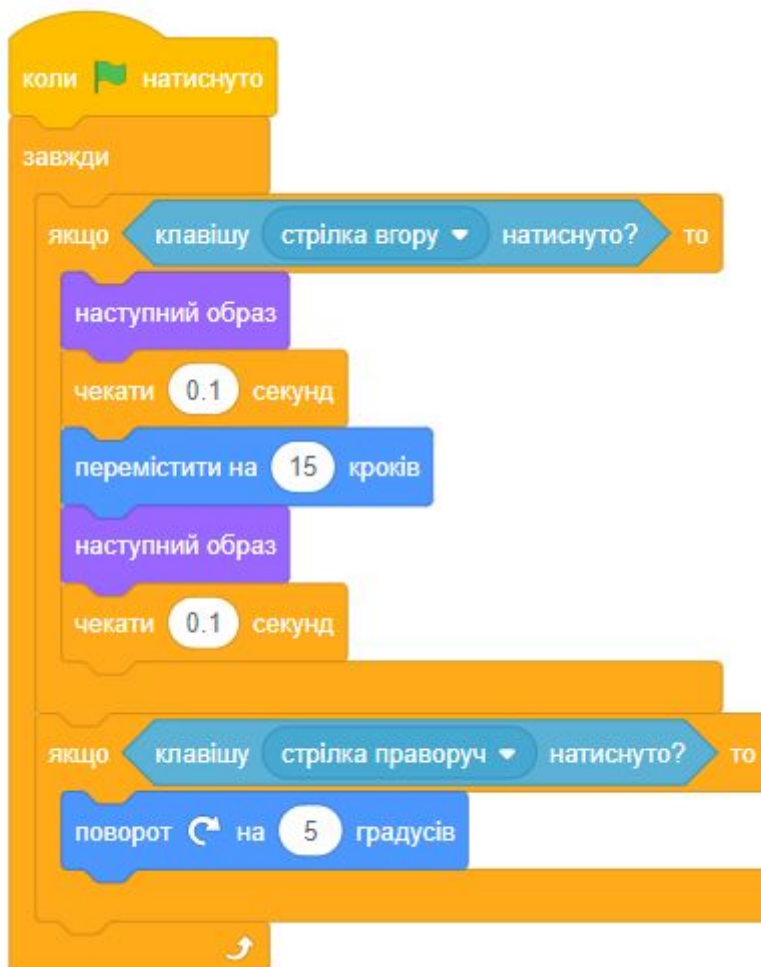 коли натиснуто
завжди
якщо клавішу стрілка вгору натиснуто? то
наступний образ
чекати 0.1 секунд
перемістити на 15 кроків
наступний образ
чекати 0.1 секунд
якщо клавішу стрілка праворуч натиснуто? то
поворот на 5 градусів